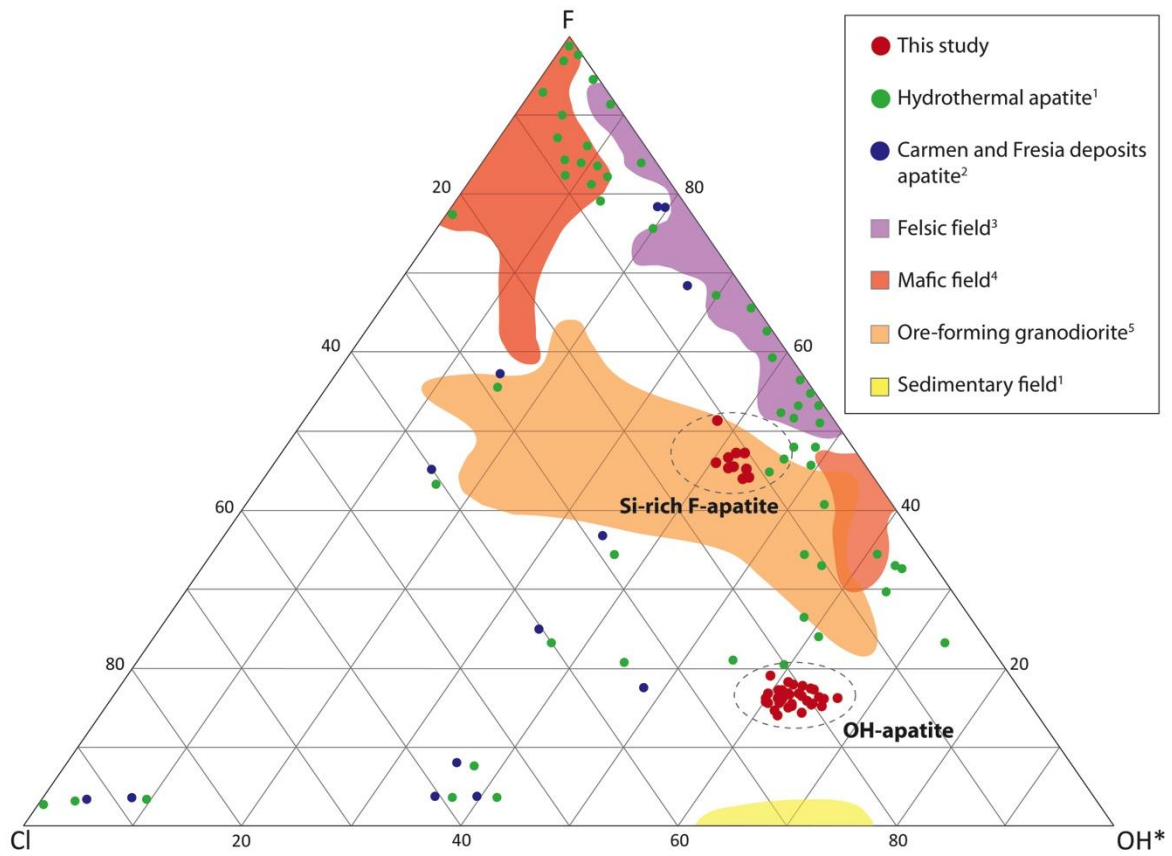 F
This study
Hydrothermal apatite¹
Carmen and Fresia deposits
apatite²
Felsic field³
Mafic field⁴
Ore-forming granodiorite⁵
Sedimentary field¹
20
80
40
60
Si-rich F-apatite
60
40
80
20
OH-apatite
Cl
20
40
60
80
OH*